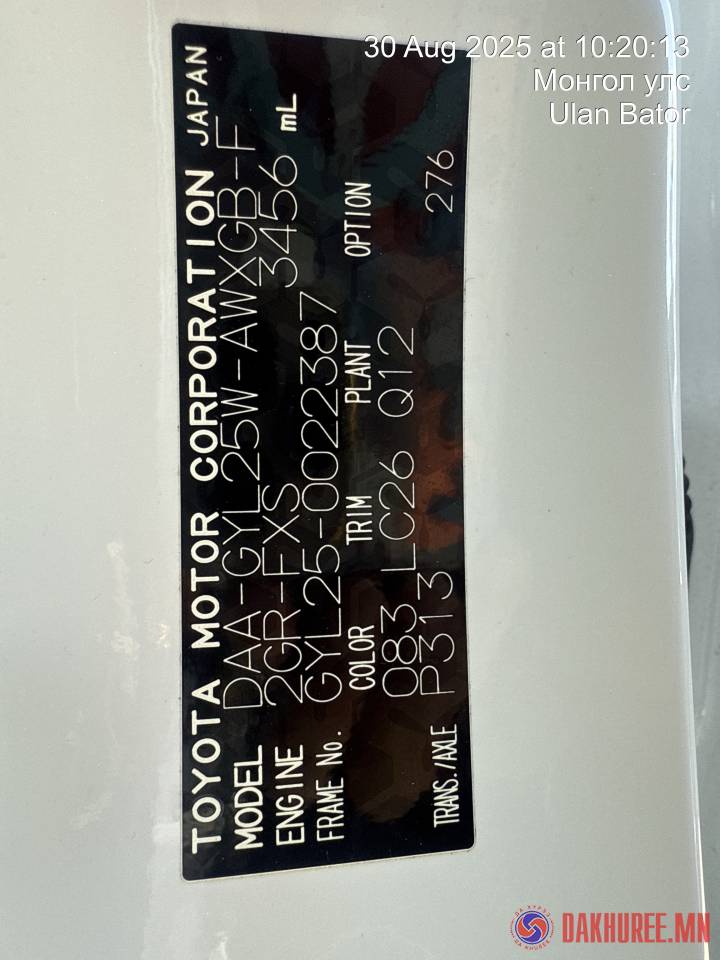 30 Aug 2025 at 10:20:13
Монгол улс
Ulan Bator
TOYOTA MOTOR CORPORATION JAPAN
MODEL DAA-GYL25W-AWXGB-F
ENGINE 2GR-FXS 3456 mL
FRAME No. GYL25-0022387
COLOR TRIM PLANT OPTION
083 LC26 Q12
TRANS./AXLE P313 276
DAKHUREE.MN